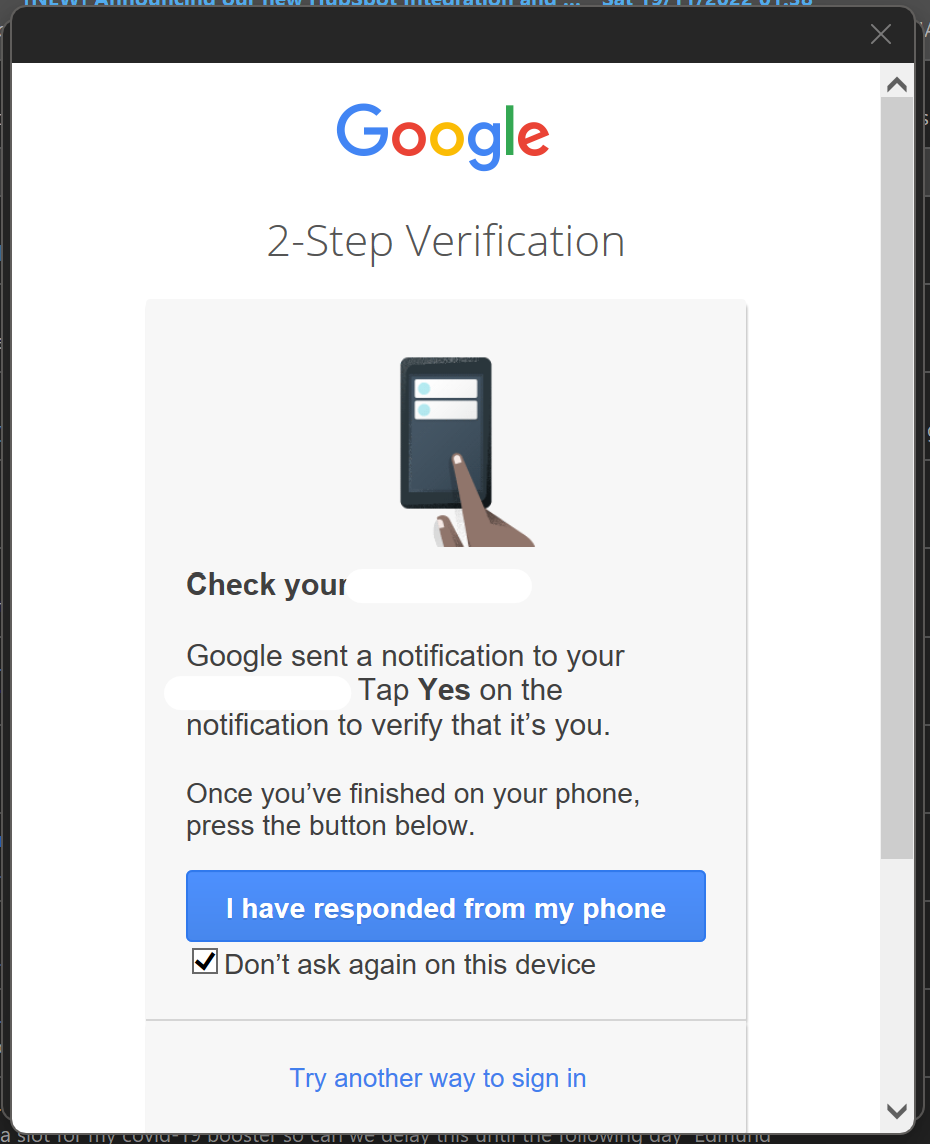 [NEW] Announcing our new HubSpot integration and ... Sat 19/11/2022 01:38
Google
2-Step Verification
Check your
Google sent a notification to your
Tap Yes on the
notification to verify that it’s you.
Once you’ve finished on your phone,
press the button below.
I have responded from my phone
Don’t ask again on this device
Try another way to sign in
a slot for my covid-19 booster so can we delay this until the following day Edmund